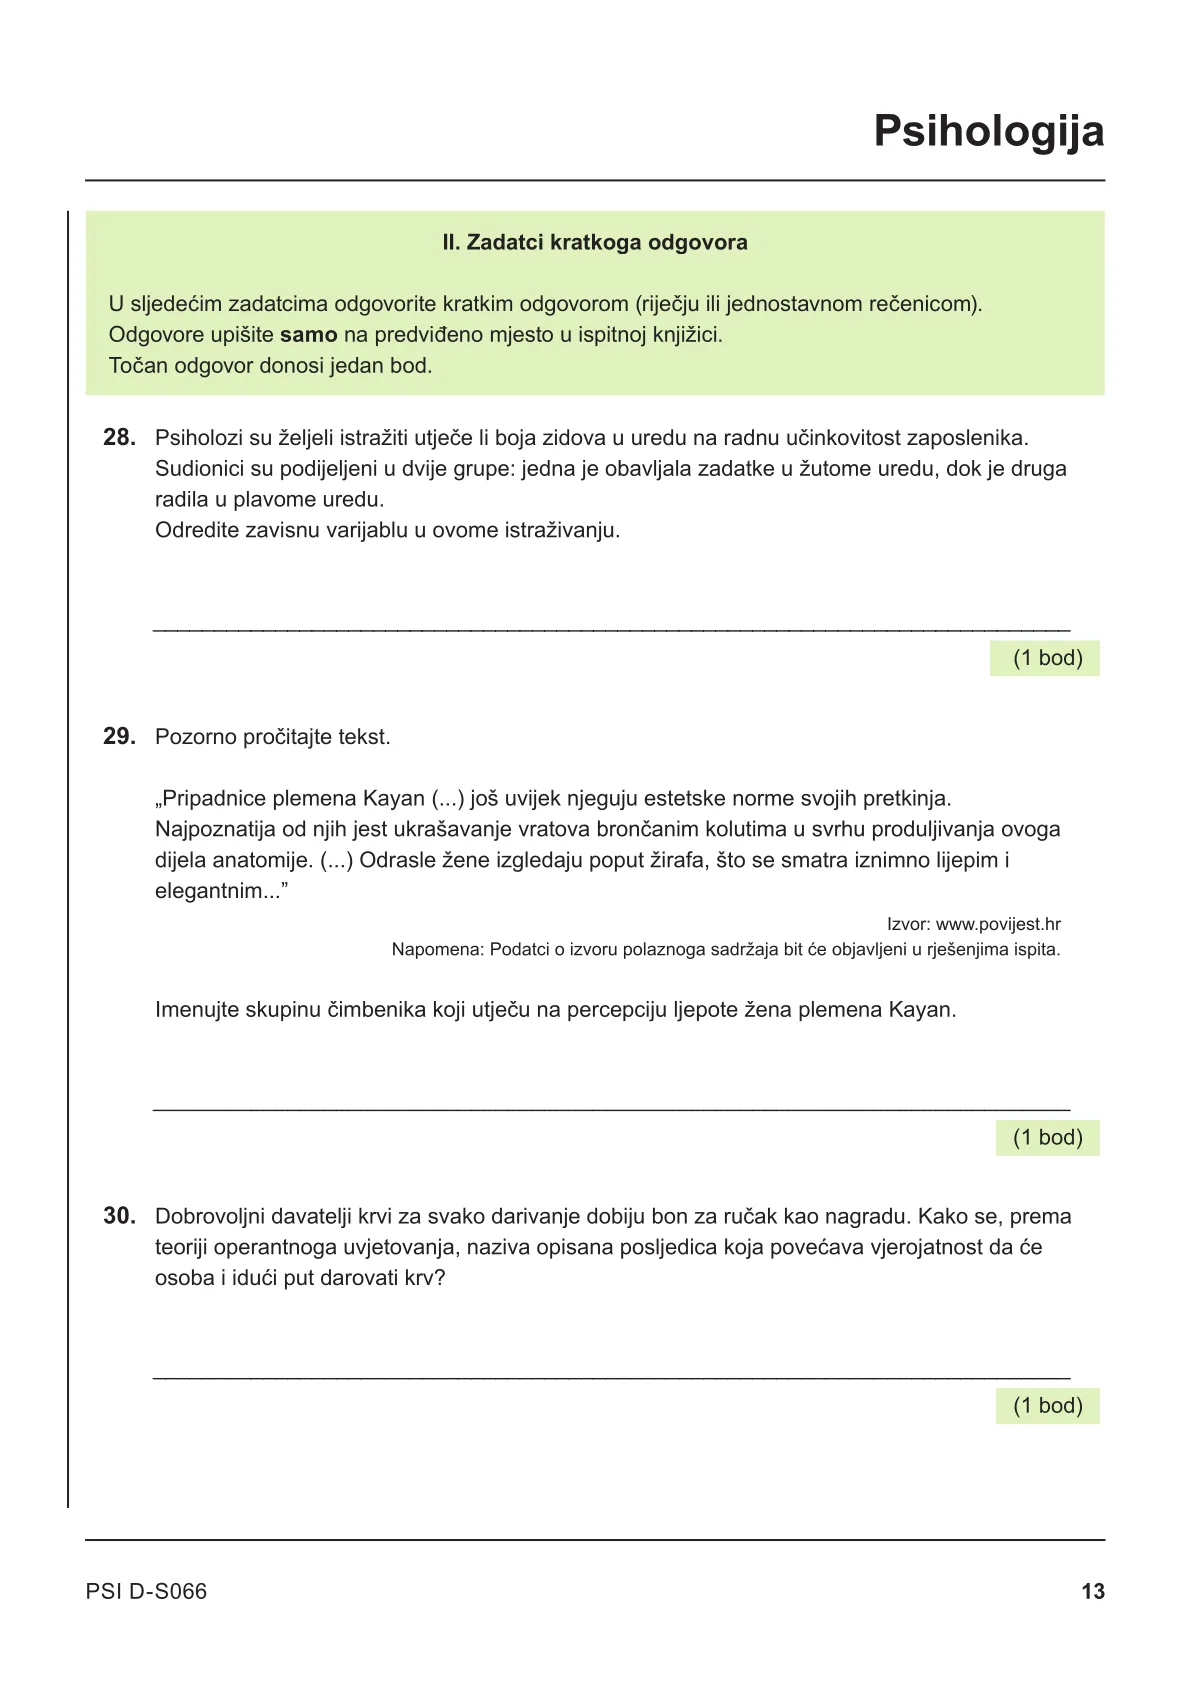 Psihologija
II. Zadatci kratkoga odgovora
U sljedećim zadatcima odgovorite kratkim odgovorom (riječju ili jednostavnom rečenicom).
Odgovore upišite samo na predviđeno mjesto u ispitnoj knjižici.
Točan odgovor donosi jedan bod.
28. Psiholozi su željeli istražiti utječe li boja zidova u uredu na radnu učinkovitost zaposlenika.
Sudionici su podijeljeni u dvije grupe: jedna je obavljala zadatke u žutome uredu, dok je druga
radila u plavome uredu.
Odredite zavisnu varijablu u ovome istraživanju.
(1 bod)
29. Pozorno pročitajte tekst.
„Pripadnice plemena Kayan (...) još uvijek njeguju estetske norme svojih pretkinja.
Najpoznatija od njih jest ukrašavanje vratova brončanim kolutima u svrhu produljivanja ovoga
dijela anatomije. (...) Odrasle žene izgledaju poput žirafa, što se smatra iznimno lijepim i
elegantnim...”
Izvor: www.povijest.hr
Napomena: Podatci o izvoru polaznoga sadržaja bit će objavljeni u rješenjima ispita.
Imenujte skupinu čimbenika koji utječu na percepciju ljepote žena plemena Kayan.
(1 bod)
30. Dobrovoljni davatelji krvi za svako darivanje dobiju bon za ručak kao nagradu. Kako se, prema
teoriji operantnoga uvjetovanja, naziva opisana posljedica koja povećava vjerojatnost da će
osoba i idući put darovati krv?
(1 bod)
PSI D-S066
13